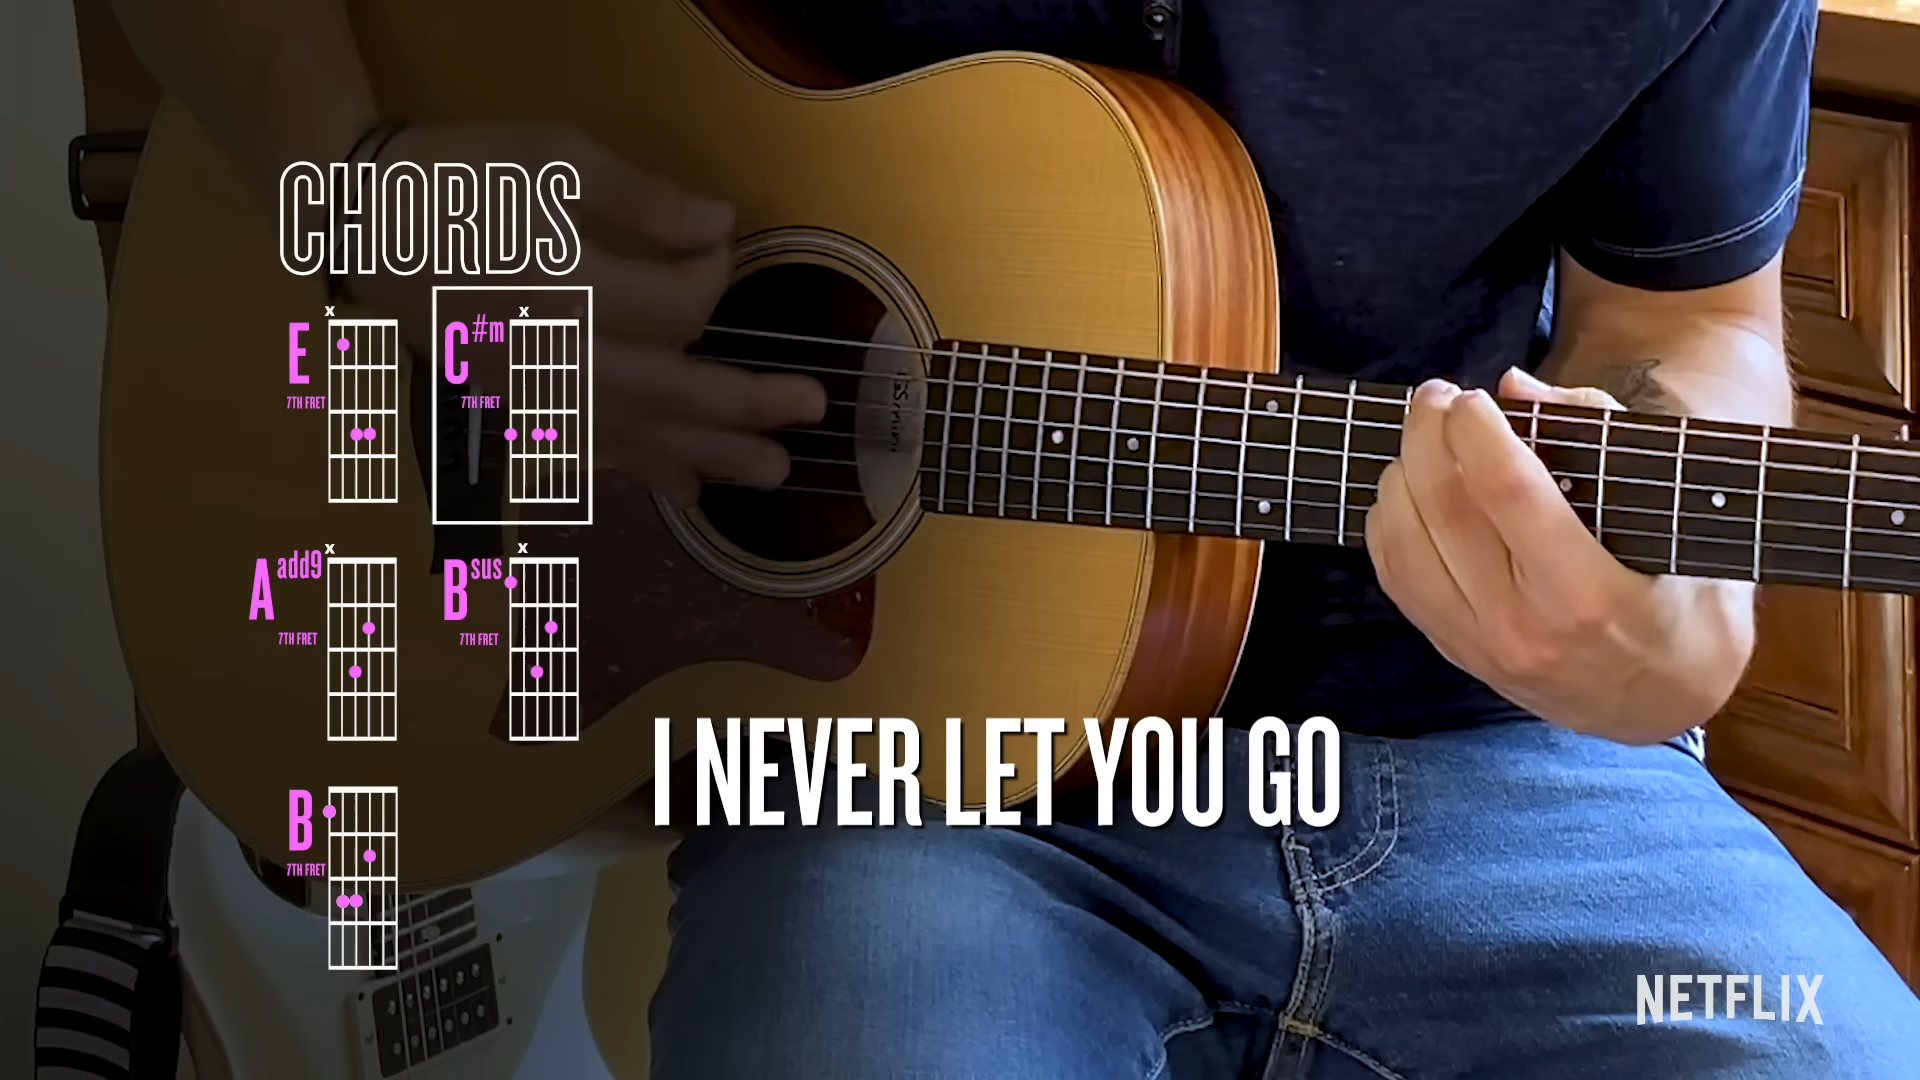 CHORDS
x
E
7TH FRET
x
C#m
7TH FRET
x
Aadd9
7TH FRET
x
Bsus
7TH FRET
B
7TH FRET
I NEVER LET YOU GO
NETFLIX